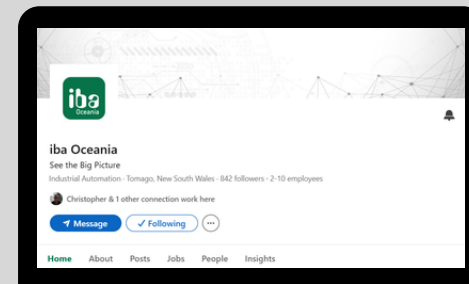 iba
Oceania
iba Oceania
See the Big Picture
Industrial Automation · Tomago, New South Wales · 842 followers · 2-10 employees
Christopher & 1 other connection work here
Message
Following
Home About Posts Jobs People Insights